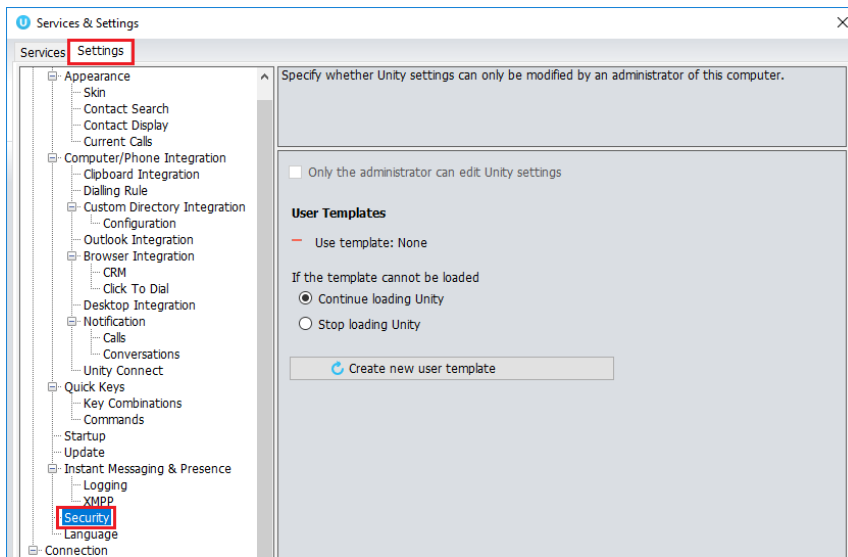 Services & Settings
Services
Settings
Appearance
Skin
Contact Search
Contact Display
Current Calls
Computer/Phone Integration
Clipboard Integration
Dialling Rule
Custom Directory Integration
Configuration
Outlook Integration
Browser Integration
CRM
Click To Dial
Desktop Integration
Notification
Calls
Conversations
Unity Connect
Quick Keys
Key Combinations
Commands
Startup
Update
Instant Messaging & Presence
Logging
XMPP
Security
Language
Connection
Specify whether Unity settings can only be modified by an administrator of this computer.
Only the administrator can edit Unity settings
User Templates
Use template: None
If the template cannot be loaded
Continue loading Unity
Stop loading Unity
Create new user template